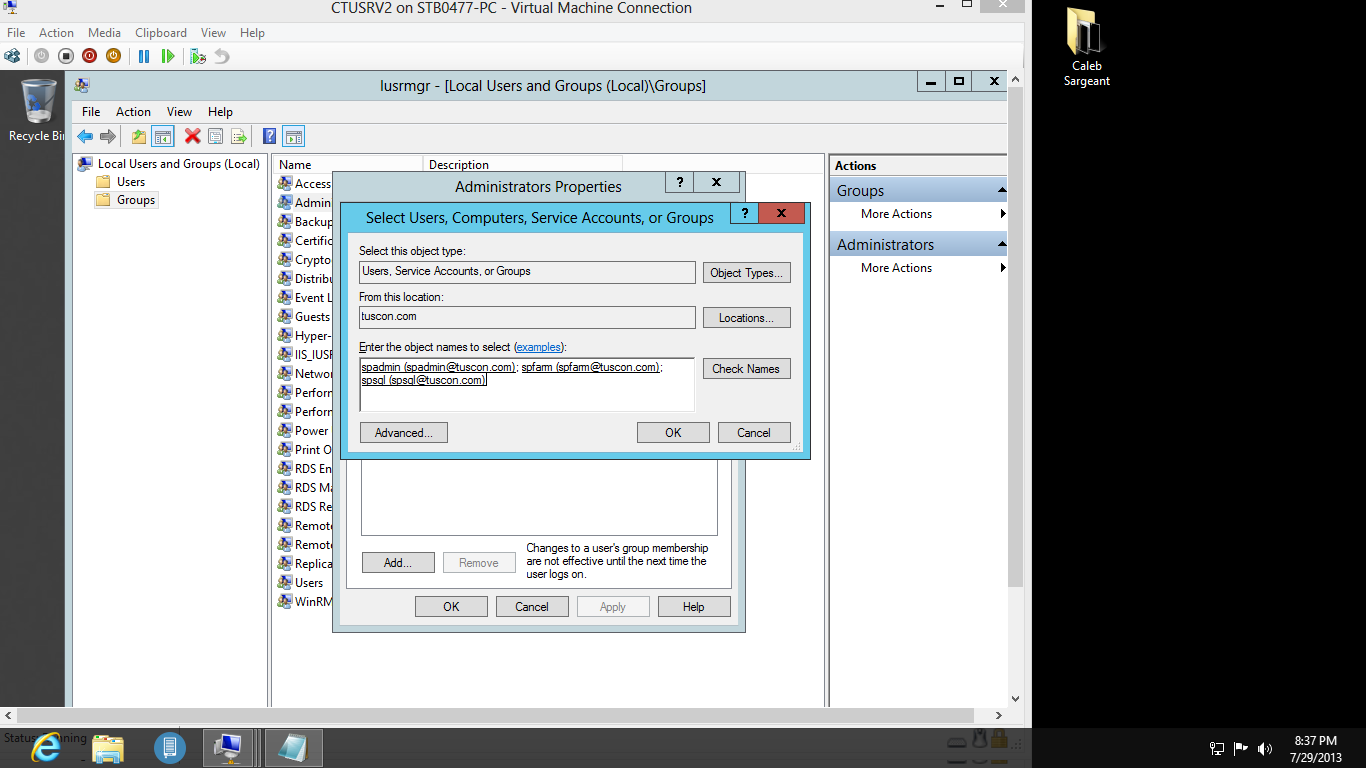 CTUSRV2 on STB0477-PC - Virtual Machine Connection
File Action Media Clipboard View Help
Caleb
Sargeant
Recycle Bin
lusrmgr - [Local Users and Groups (Local)\Groups]
File Action View Help
Local Users and Groups (Local)
Users
Groups
Name Description
Access
Admin
Backup
Certific
Crypto
Distribu
Event L
Guests
Hyper-
IIS_IUSR
Networ
Perforn
Perforn
Power
Print O
RDS En
RDS Ma
RDS Re
Remote
Remote
Replica
Users
WinRM
Actions
Groups
More Actions
Administrators
More Actions
Administrators Properties
?
Select Users, Computers, Service Accounts, or Groups
?
Select this object type:
Users, Service Accounts, or Groups
Object Types...
From this location:
tuscon.com
Locations...
Enter the object names to select (examples):
spadmin (spadmin@tuscon.com); spfarm (spfarm@tuscon.com);
spsql (spsql@tuscon.com)
Check Names
Advanced...
OK
Cancel
Add...
Remove
Changes to a user's group membership
are not effective until the next time the
user logs on.
OK
Cancel
Apply
Help
8:37 PM
7/29/2013